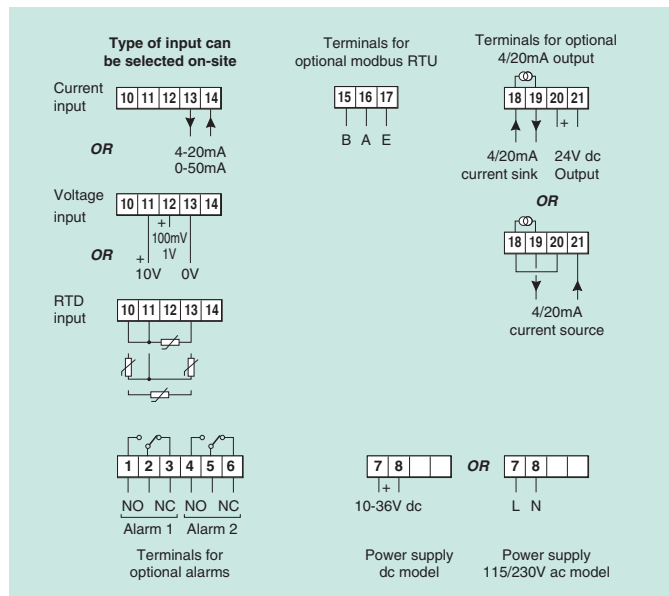 Type of input can
be selected on-site
Current
input
10 11 12 13 14
OR
4-20mA
0-50mA
Voltage
input
10 11 12 13 14
+
100mV
1V
OR
+
10V 0V
RTD
input
10 11 12 13 14
Terminals for
optional modbus RTU
15 16 17
B A E
Terminals for optional
4/20mA output
18 19 20 21
+
4/20mA 24V dc
current sink Output
OR
18 19 20 21
4/20mA
current source
1 2 3 4 5 6
NO NC NO NC
Alarm 1 Alarm 2
Terminals for
optional alarms
7 8
+
10-36V dc
Power supply
dc model
OR
7 8
L N
Power supply
115/230V ac model